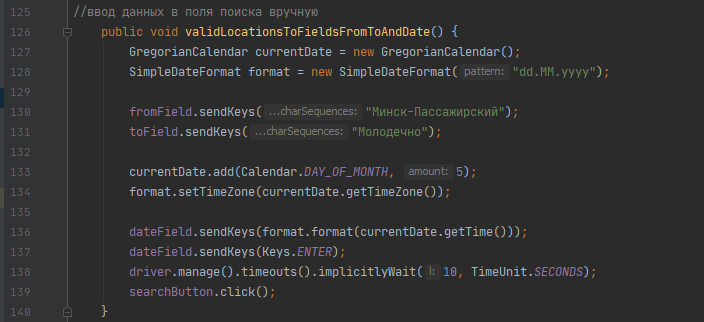 125 //ввод данных в поля поиска вручную
126 public void validLocationsToFieldsFromToAndDate() {
127 GregorianCalendar currentDate = new GregorianCalendar();
128 SimpleDateFormat format = new SimpleDateFormat( pattern: "dd.MM.yyyy");
129
130 fromField.sendKeys( ...charSequences: "Минск-Пассажирский");
131 toField.sendKeys( ...charSequences: "Молодечно");
132
133 currentDate.add(Calendar.DAY_OF_MONTH, amount: 5);
134 format.setTimeZone(currentDate.getTimeZone());
135
136 dateField.sendKeys(format.format(currentDate.getTime()));
137 dateField.sendKeys(Keys.ENTER);
138 driver.manage().timeouts().implicitlyWait( l: 10, TimeUnit.SECONDS);
139 searchButton.click();
140 }